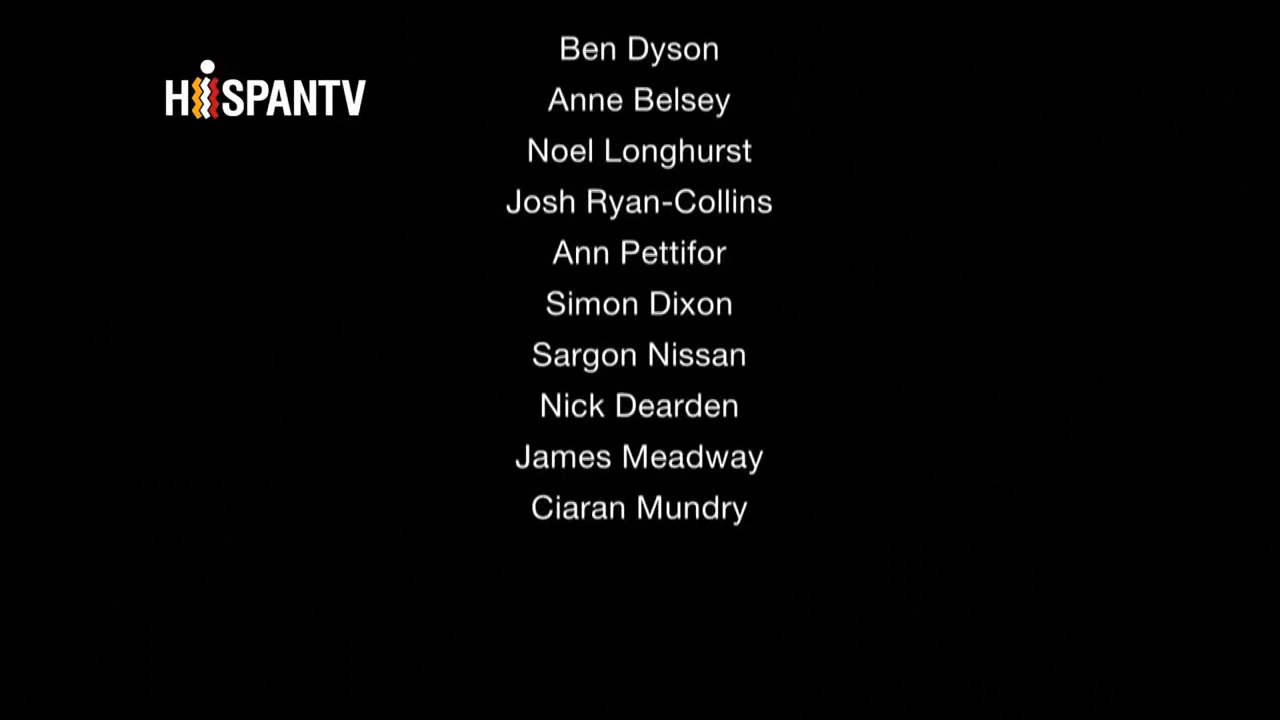 HISPANTV
Ben Dyson
Anne Belsey
Noel Longhurst
Josh Ryan-Collins
Ann Pettifor
Simon Dixon
Sargon Nissan
Nick Dearden
James Meadway
Ciaran Mundry